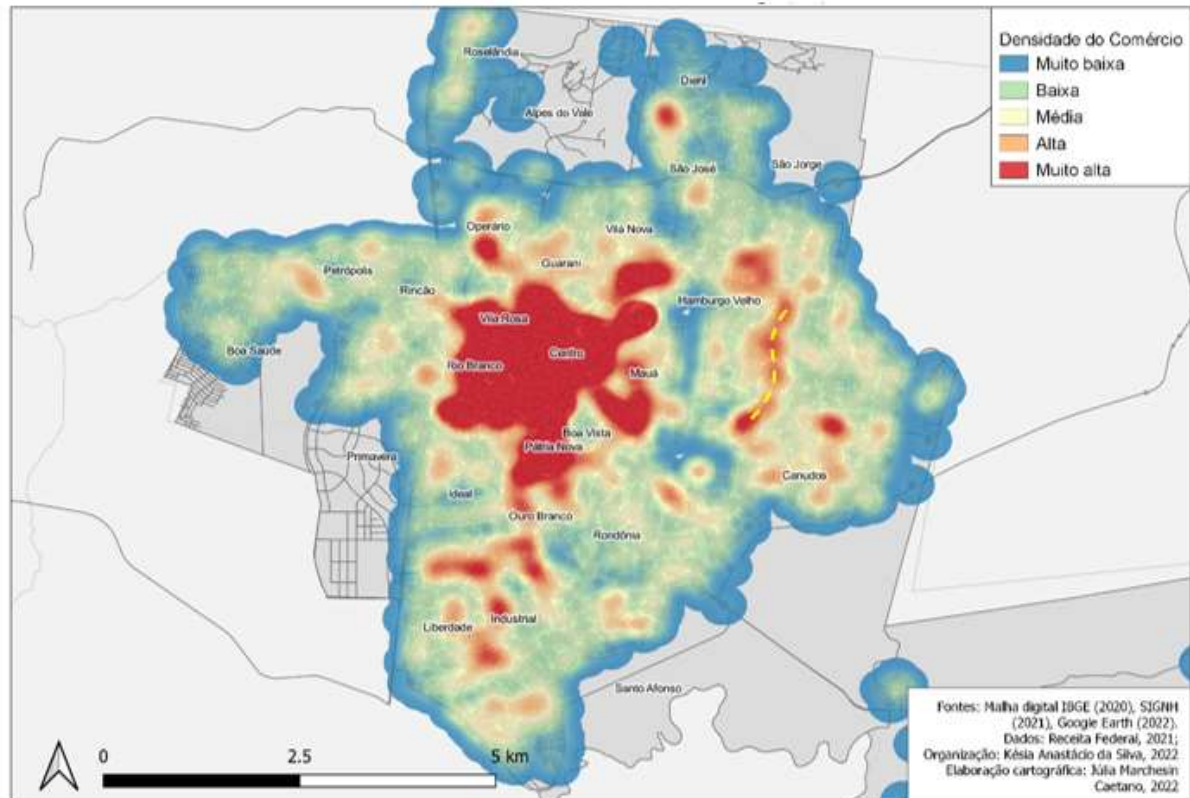 Densidade do Comércio
Muito baixa
Baixa
Média
Alta
Muito alta
Roselândia
Diehl
Alpes do Vale
São José
São Jorge
Operário
Vila Nova
Guarani
Petrópolis
Rincão
Hamburgo Velho
Vila Rosa
Centro
Boa Saúde
Rio Branco
Mauá
Boa Vista
Pátria Nova
Primavera
Canudos
Ideal
Ouro Branco
Rondônia
Industrial
Liberdade
Santo Afonso
0 2.5 5 km
Fontes: Malha digital IBGE (2020), SIGNH
(2021), Google Earth (2022).
Dados: Receita Federal, 2021;
Organização: Késia Anastácio da Silva, 2022
Elaboração cartográfica: Júlia Marchesin
Caetano, 2022